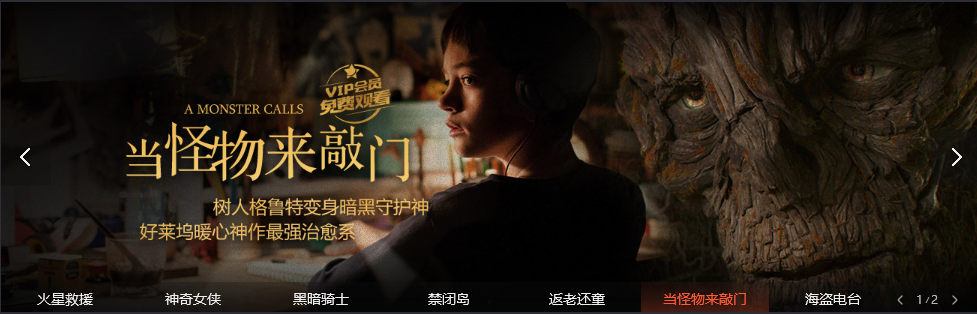 VIP会员
免费观看
A MONSTER CALLS
当怪物来敲门
树人格鲁特变身暗黑守护神
好莱坞暖心神作最强治愈系
火星救援 神奇女侠 黑暗骑士 禁闭岛 返老还童 当怪物来敲门 海盗电台 1/2